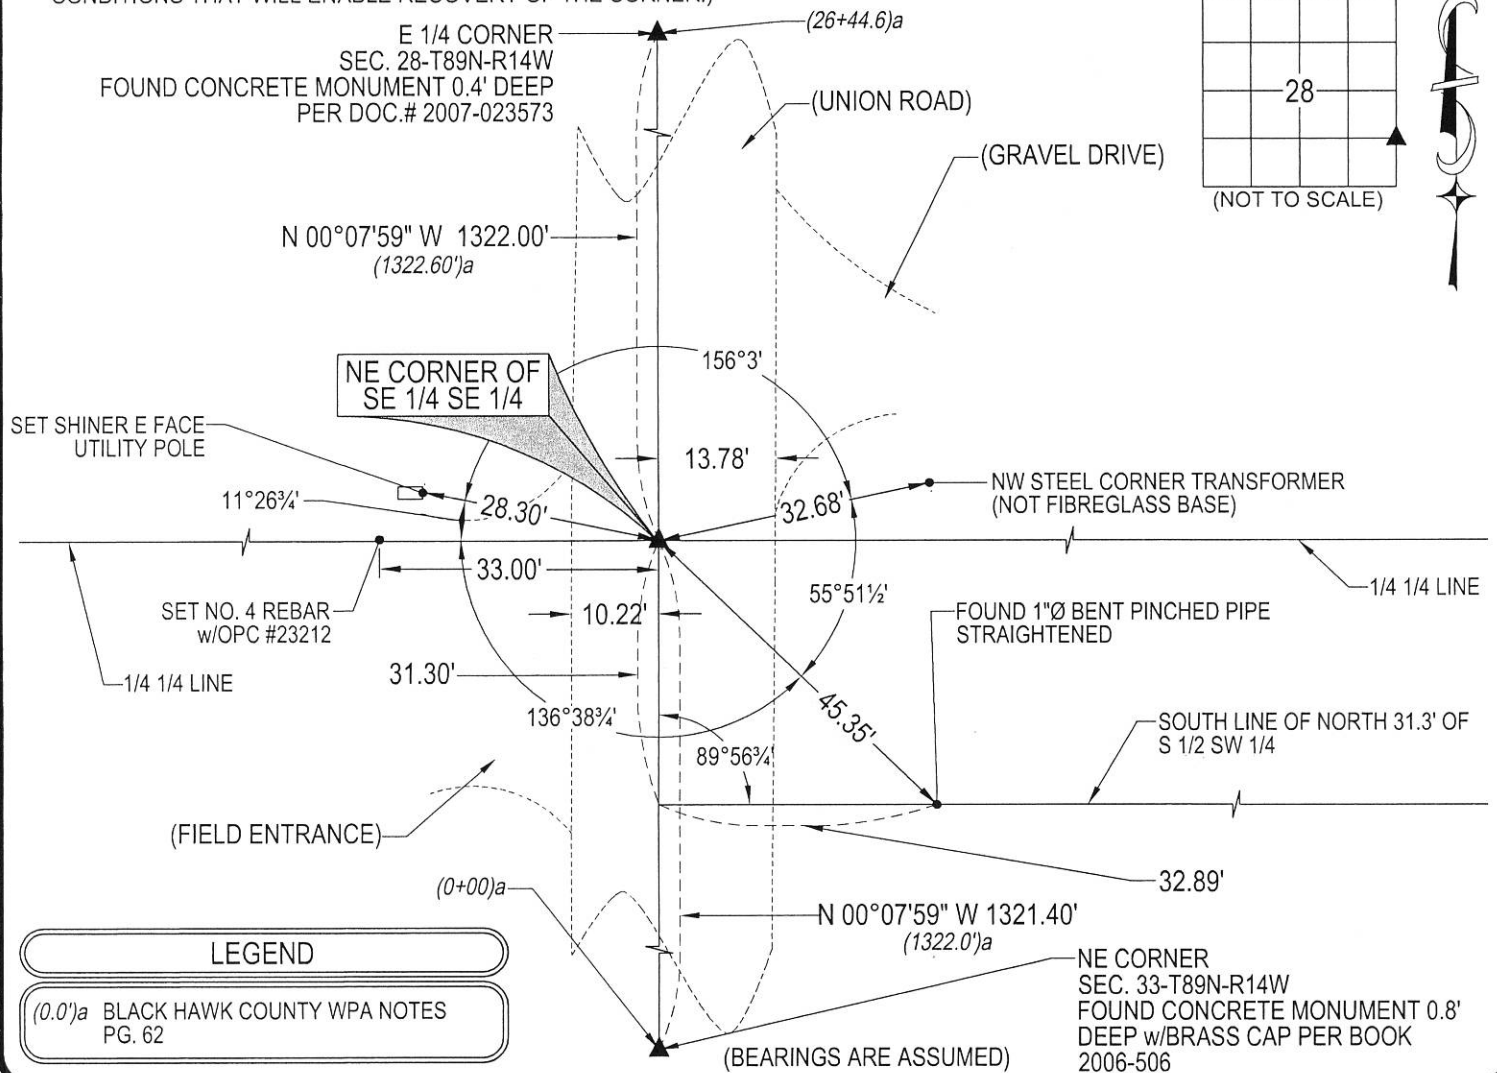 CONDITIONS THAT WILL ENABLE RECOVERY OF THE CORNER.)
E 1/4 CORNER
SEC. 28-T89N-R14W
FOUND CONCRETE MONUMENT 0.4' DEEP
PER DOC.# 2007-023573
(26+44.6)a
(UNION ROAD)
(GRAVEL DRIVE)
28
(NOT TO SCALE)
N 00°07'59" W 1322.00'
(1322.60')a
NE CORNER OF
SE 1/4 SE 1/4
156°3'
SET SHINER E FACE
UTILITY POLE
13.78'
11°26¾'
28.30'
32.68'
NW STEEL CORNER TRANSFORMER
(NOT FIBREGLASS BASE)
33.00'
1/4 1/4 LINE
SET NO. 4 REBAR
w/OPC #23212
10.22'
55°51½'
FOUND 1"Ø BENT PINCHED PIPE
STRAIGHTENED
1/4 1/4 LINE
31.30'
136°38¾'
45.35'
89°56¾'
SOUTH LINE OF NORTH 31.3' OF
S 1/2 SW 1/4
(FIELD ENTRANCE)
32.89'
(0+00)a
N 00°07'59" W 1321.40'
(1322.0')a
LEGEND
(0.0')a BLACK HAWK COUNTY WPA NOTES
PG. 62
NE CORNER
SEC. 33-T89N-R14W
FOUND CONCRETE MONUMENT 0.8'
DEEP w/BRASS CAP PER BOOK
2006-506
(BEARINGS ARE ASSUMED)